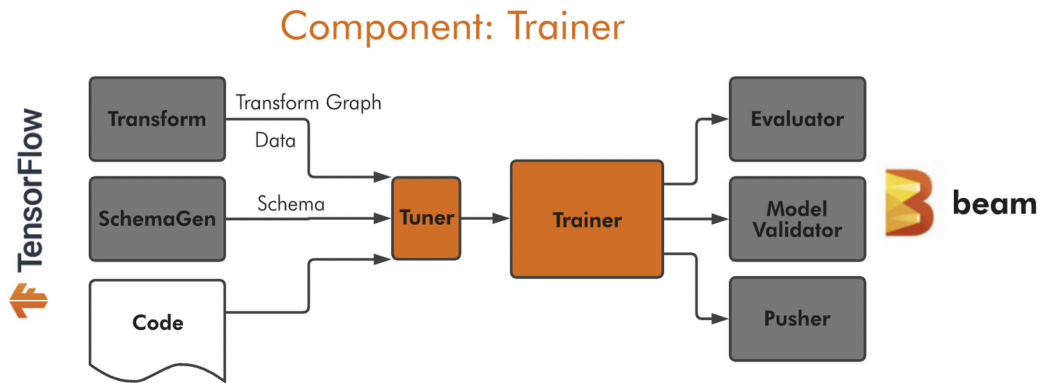 Component: Trainer
TensorFlow
Transform
Transform Graph
Data
SchemaGen
Schema
Code
Tuner
Trainer
Evaluator
Model
Validator
Pusher
beam